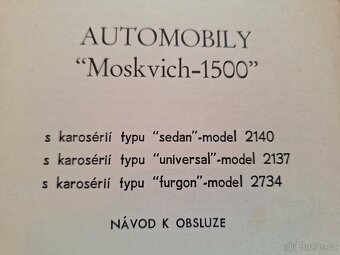 AUTOMOBILY
“Moskvich-1500”
s karosérií typu “sedan”-model 2140
s karosérií typu “universal”-model 2137
s karosérií typu “furgon”-model 2734
NÁVOD K OBSLUZE